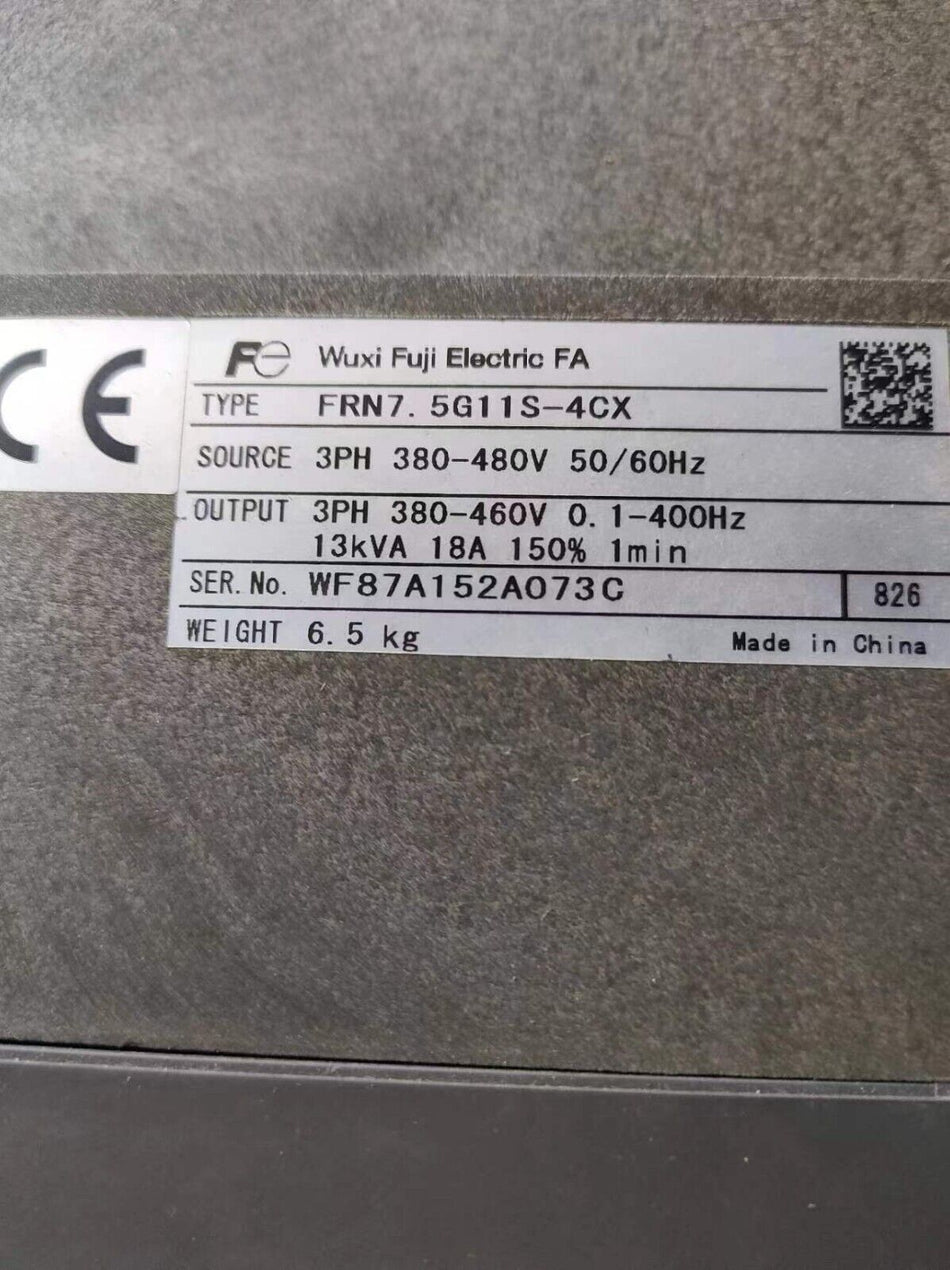 CE
Fe Wuxi Fuji Electric FA
TYPE FRN7.5G11S-4CX
SOURCE 3PH 380-480V 50/60Hz
OUTPUT 3PH 380-460V 0.1-400Hz
13kVA 18A 150% 1min
SER.No. WF87A152A073C 826
WEIGHT 6.5 kg Made in China